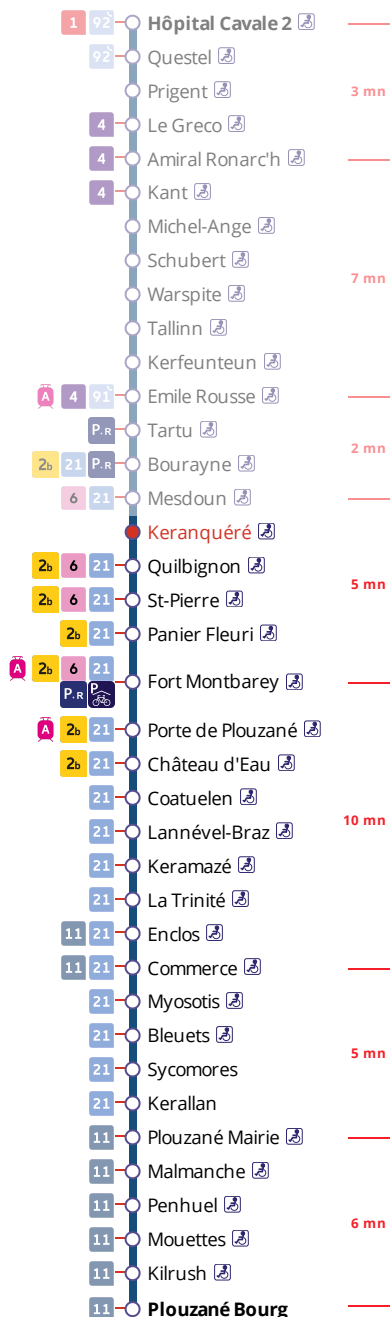 1 92 Hôpital Cavale 2
92 Questel
Prigent 3 mn
4 Le Greco
4 Amiral Ronarc'h
4 Kant
Michel-Ange
Schubert
Warspite 7 mn
Tallinn
Kerfeunteun
A 4 91 Emile Rousse
P.R Tartu
2b 21 P.R Bourayne 2 mn
6 21 Mesdoun
Keranquéré
2b 6 21 Quilbignon 5 mn
2b 6 21 St-Pierre
2b 21 Panier Fleuri
A 2b 6 21 Fort Montbarey
P.R P
A 2b 21 Porte de Plouzané
2b 21 Château d'Eau
21 Coatuelen
21 Lannével-Braz 10 mn
21 Keramazé
21 La Trinité
11 21 Enclos
11 21 Commerce
21 Myosotis
21 Bleuets 5 mn
21 Sycomores
21 Kerallan
11 Plouzané Mairie
11 Malmanche
11 Penhuel 6 mn
11 Mouettes
11 Kilrush
11 Plouzané Bourg